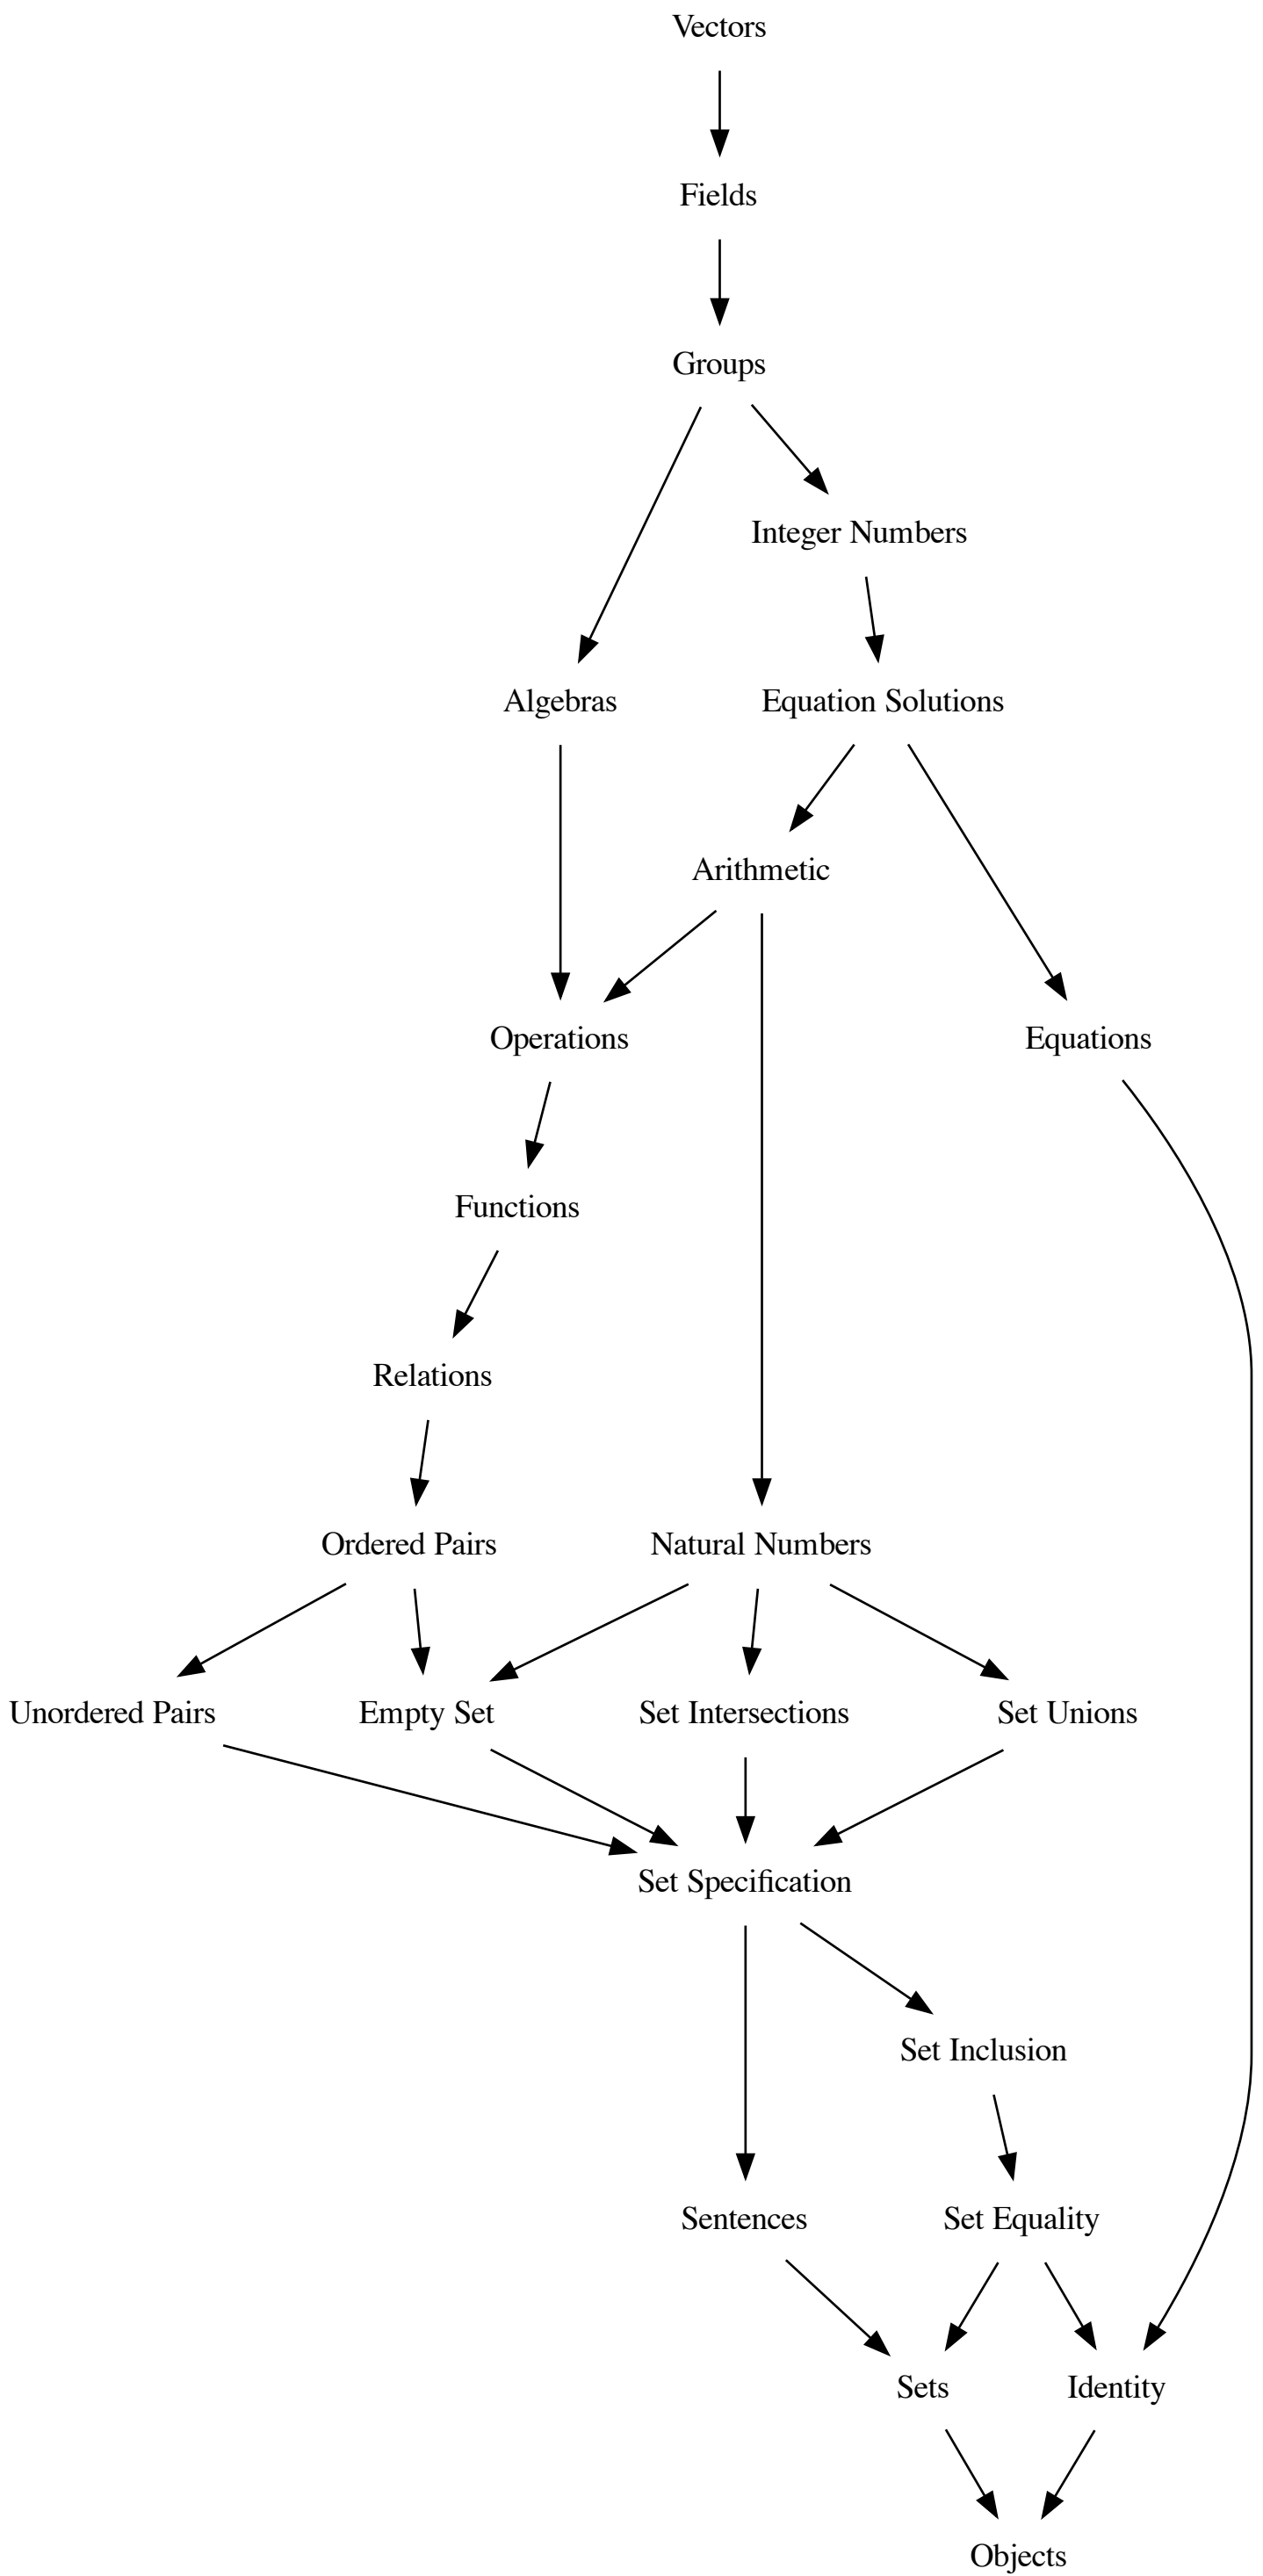 Vectors
Fields
Groups
Integer Numbers
Algebras
Equation Solutions
Arithmetic
Operations
Equations
Functions
Relations
Ordered Pairs
Natural Numbers
Unordered Pairs
Empty Set
Set Intersections
Set Unions
Set Specification
Set Inclusion
Sentences
Set Equality
Sets
Identity
Objects